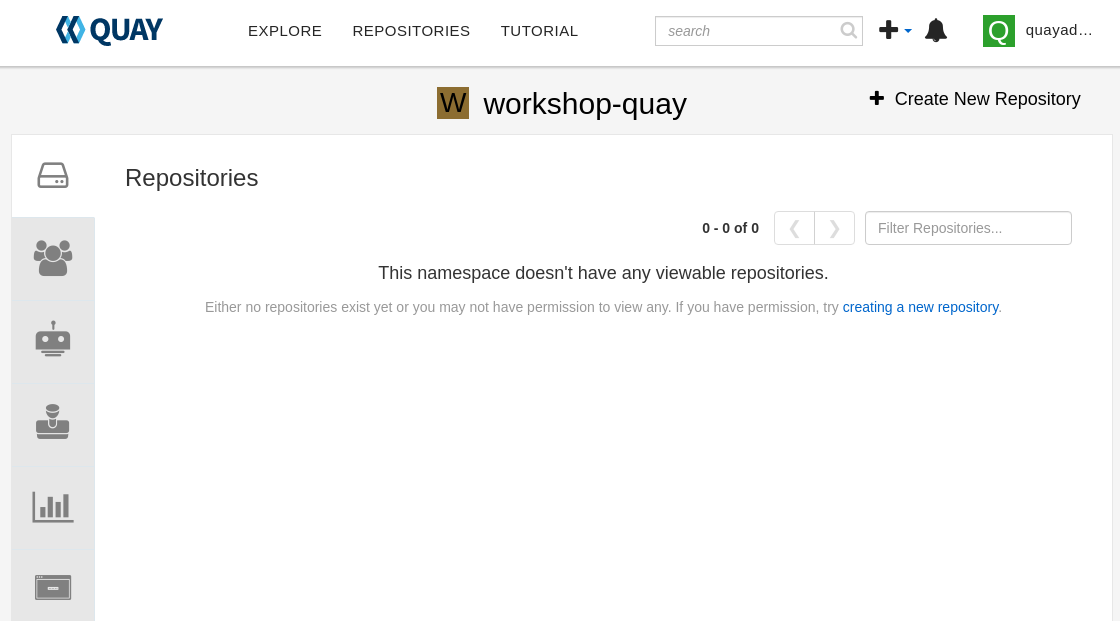 QUAY
EXPLORE
REPOSITORIES
TUTORIAL
search
Q
quayad...
W
workshop-quay
Create New Repository
Repositories
0 - 0 of 0
Filter Repositories...
This namespace doesn't have any viewable repositories.
Either no repositories exist yet or you may not have permission to view any. If you have permission, try creating a new repository.